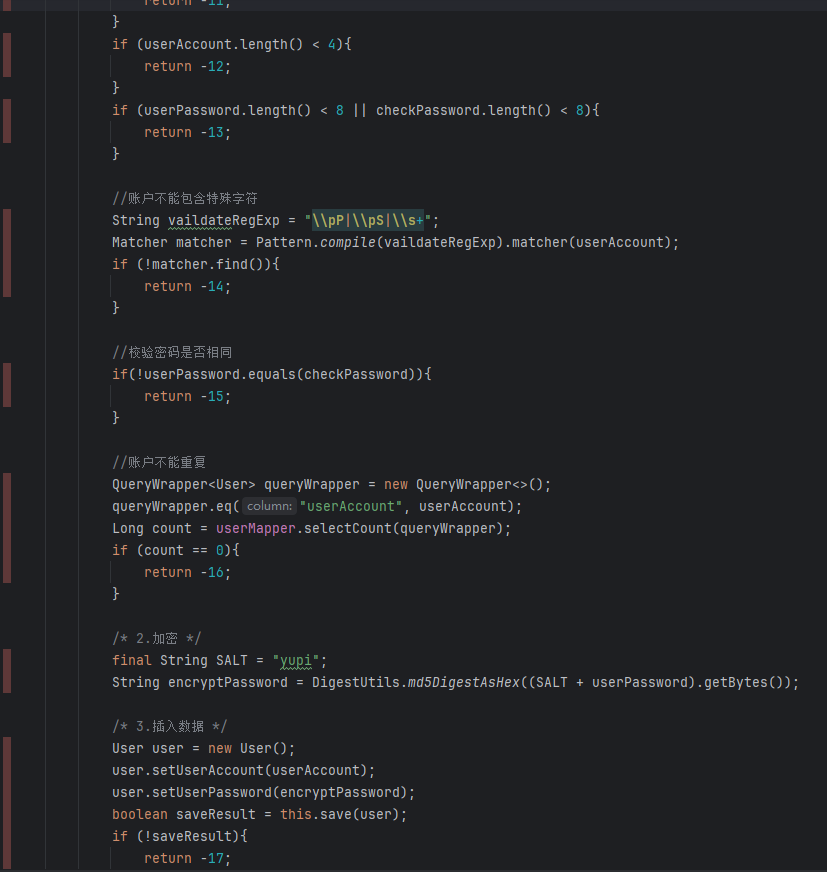 return -11;
}
if (userAccount.length() < 4){
return -12;
}
if (userPassword.length() < 8 || checkPassword.length() < 8){
return -13;
}
//账户不能包含特殊字符
String vaildateRegExp = "\\pP|\\pS|\\s+";
Matcher matcher = Pattern.compile(vaildateRegExp).matcher(userAccount);
if (!matcher.find()){
return -14;
}
//校验密码是否相同
if(!userPassword.equals(checkPassword)){
return -15;
}
//账户不能重复
QueryWrapper<User> queryWrapper = new QueryWrapper<>();
queryWrapper.eq( column: "userAccount", userAccount);
Long count = userMapper.selectCount(queryWrapper);
if (count == 0){
return -16;
}
/* 2.加密 */
final String SALT = "yupi";
String encryptPassword = DigestUtils.md5DigestAsHex((SALT + userPassword).getBytes());
/* 3.插入数据 */
User user = new User();
user.setUserAccount(userAccount);
user.setUserPassword(encryptPassword);
boolean saveResult = this.save(user);
if (!saveResult){
return -17;